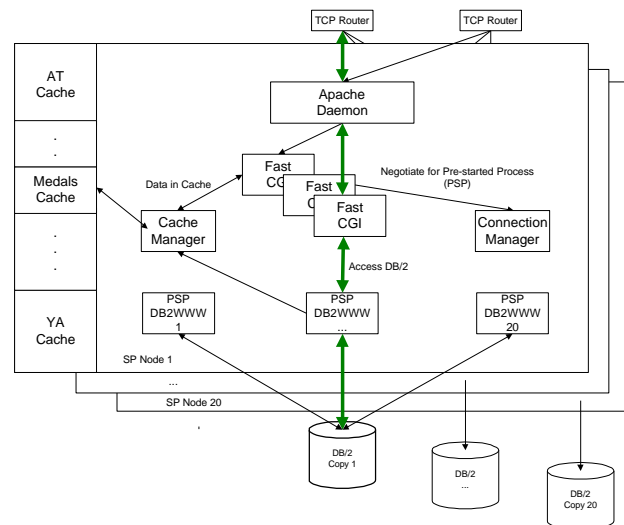 TCP Router
TCP Router
AT
Cache
.
.
Medals
Cache
.
.
.
YA
Cache
Apache
Daemon
Fast
CG
Fast
C
Fast
CGI
Data in Cache
Negotiate for Pre-started Process
(PSP)
Cache
Manager
Connection
Manager
Access DB/2
PSP
DB2WWW
1
PSP
DB2WWW
...
PSP
DB2WWW
20
SP Node 1
...
SP Node 20
,
DB/2
Copy 1
DB/2
...
DB/2
Copy 20